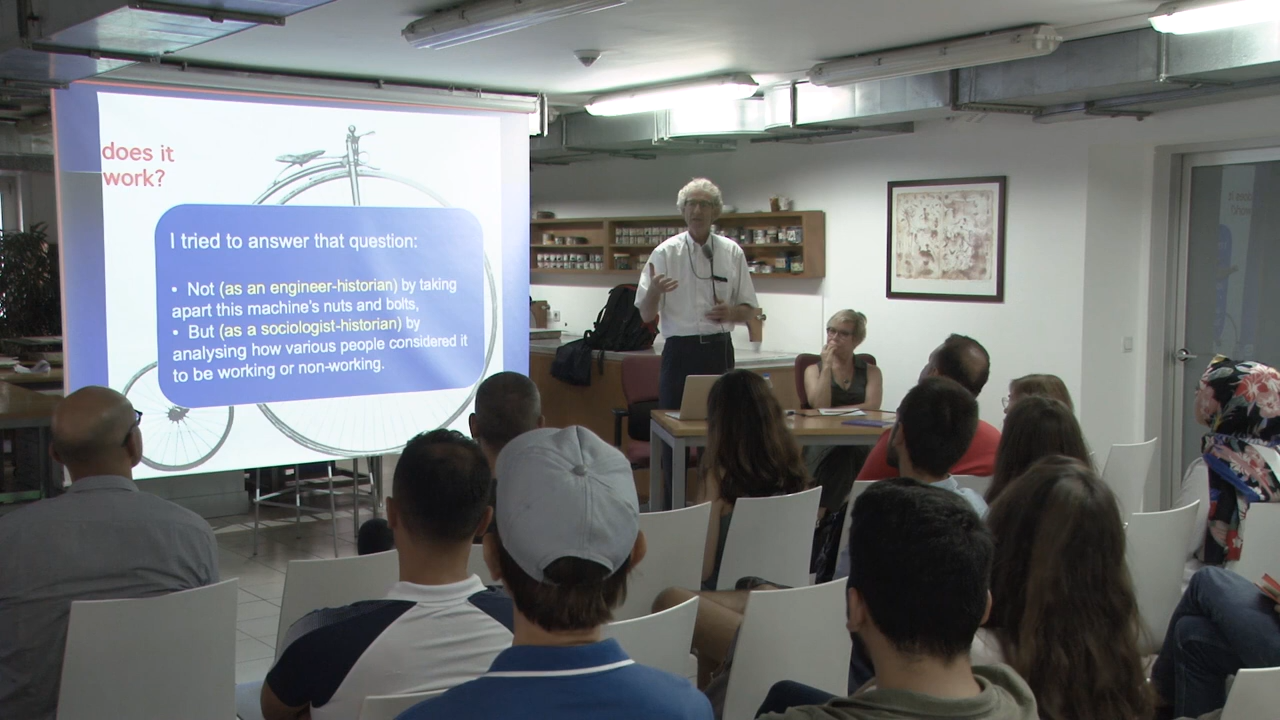 does it
work?
I tried to answer that question:
• Not (as an engineer-historian) by taking
apart this machine's nuts and bolts,
• But (as a sociologist-historian) by
analysing how various people considered it
to be working or non-working.